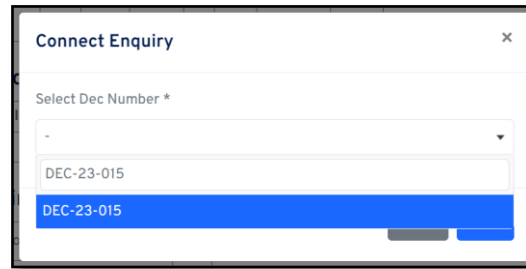 Connect Enquiry ×
Select Dec Number *
-
DEC-23-015
DEC-23-015